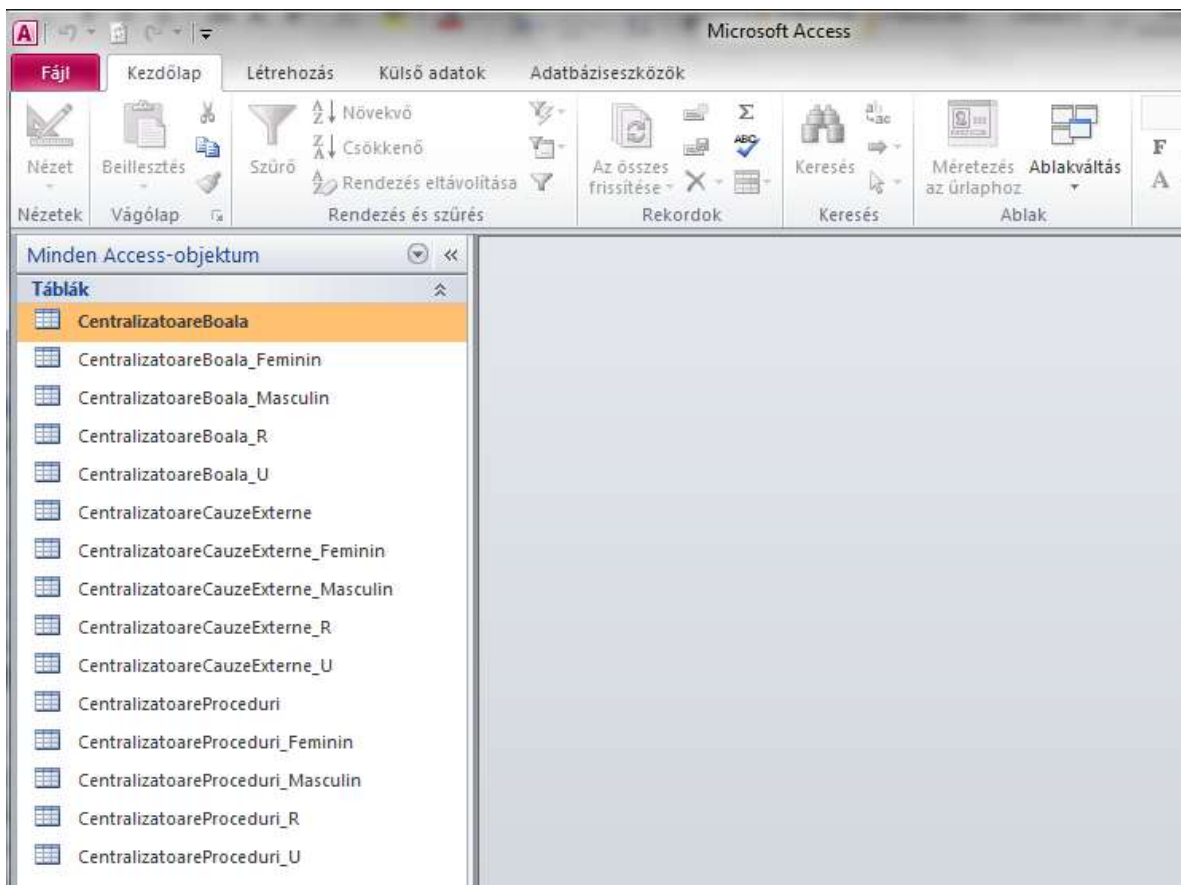 Microsoft Access
Fájl Kezdőlap Létrehozás Külső adatok Adatbáziseszközök
Nézet
Beillesztés
Szűrő
Növekvő
Csökkenő
Rendezés eltávolítása
Az összes
frissítése
Keresés
Méretezés
az űrlaphoz
Ablakváltás
F
A
Nézetek Vágólap Rendezés és szűrés Rekordok Keresés Ablak
Minden Access-objektum
Táblák
CentralizatoareBoala
CentralizatoareBoala_Feminin
CentralizatoareBoala_Masculin
CentralizatoareBoala_R
CentralizatoareBoala_U
CentralizatoareCauzeExterne
CentralizatoareCauzeExterne_Feminin
CentralizatoareCauzeExterne_Masculin
CentralizatoareCauzeExterne_R
CentralizatoareCauzeExterne_U
CentralizatoareProceduri
CentralizatoareProceduri_Feminin
CentralizatoareProceduri_Masculin
CentralizatoareProceduri_R
CentralizatoareProceduri_U